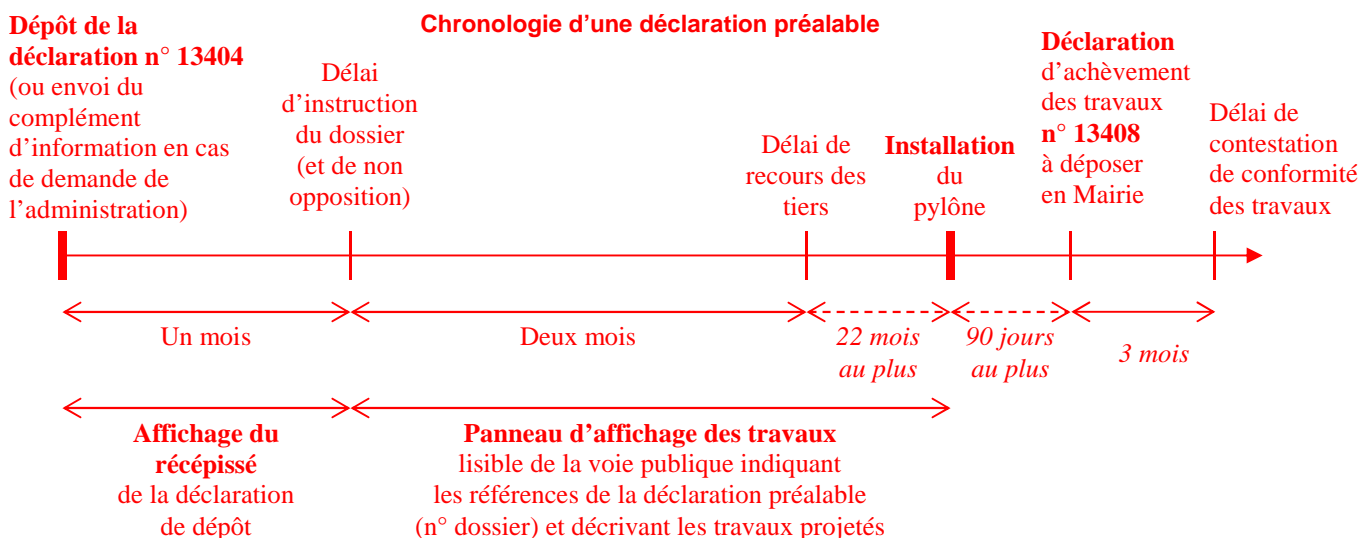 Chronologie d'une déclaration préalable
Dépôt de la
déclaration n° 13404
(ou envoi du
complément
d'information en cas
de demande de
l'administration)
Délai
d'instruction
du dossier
(et de non
opposition)
Délai de
recours des
tiers
Installation
du
pylône
Déclaration
d'achèvement
des travaux
n° 13408
à déposer
en Mairie
Délai de
contestation
de conformité
des travaux
Un mois
Deux mois
22 mois
au plus
90 jours
au plus
3 mois
Affichage du
récépissé
de la déclaration
de dépôt
Panneau d'affichage des travaux
lisible de la voie publique indiquant
les références de la déclaration préalable
(n° dossier) et décrivant les travaux projetés